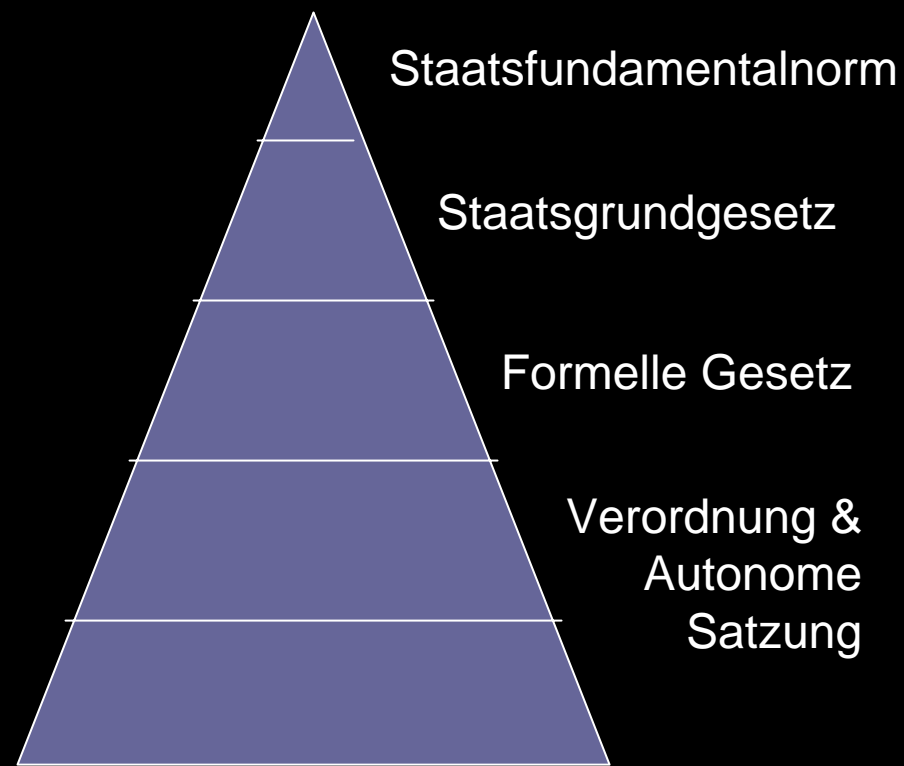 Staatsfundamentalnorm
Staatsgrundgesetz
Formelle Gesetz
Verordnung &
Autonome
Satzung